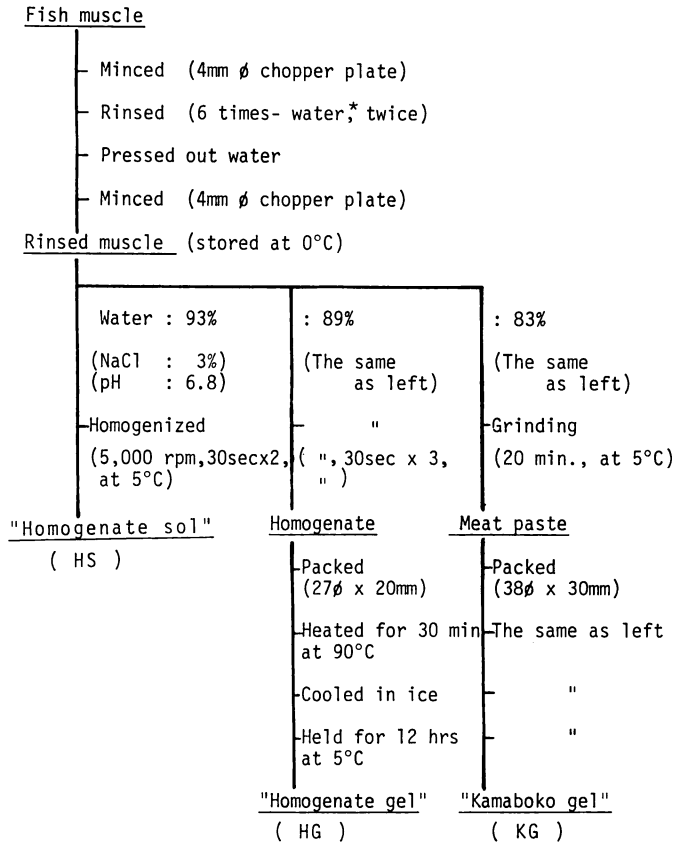 Fish muscle
Minced (4mm ø chopper plate)
Rinsed (6 times- water,* twice)
Pressed out water
Minced (4mm ø chopper plate)
Rinsed muscle (stored at 0°C)
Water : 93%
(NaCl : 3%)
(pH : 6.8)
Homogenized
(5,000 rpm,30secx2,
at 5°C)
"Homogenate sol"
( HS )
: 89%
(The same
as left)
"
( ", 30sec x 3,
" )
Homogenate
Packed
(27ø x 20mm)
Heated for 30 min
at 90°C
Cooled in ice
Held for 12 hrs
at 5°C
"Homogenate gel"
( HG )
: 83%
(The same
as left)
Grinding
(20 min., at 5°C)
Meat paste
Packed
(38ø x 30mm)
The same as left
"
"
"Kamaboko gel"
( KG )